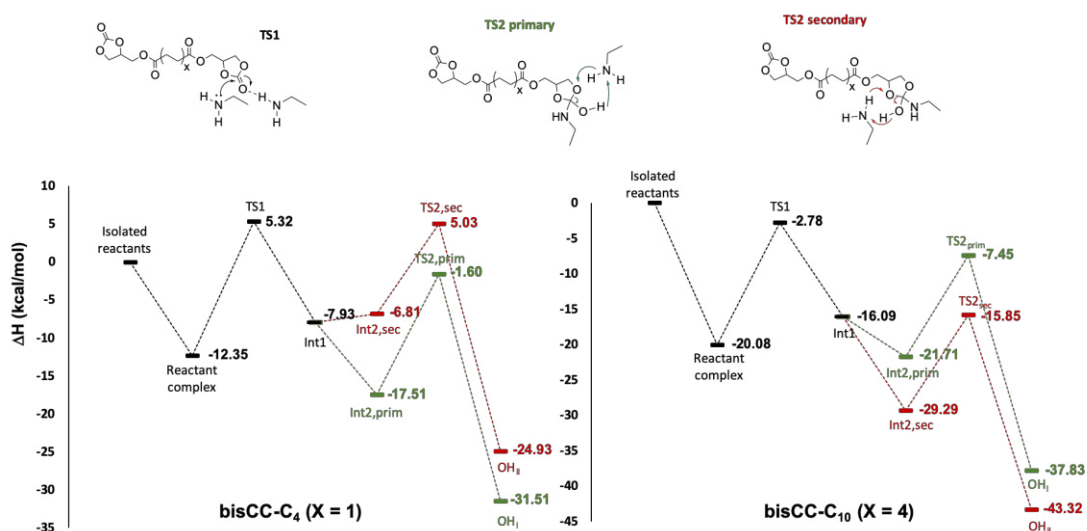 TS1
TS2 primary
TS2 secondary
O
O
O
O
O
X
O
O
O
O
O
H
N
H
H
N
H
O
O
O
O
O
X
O
O
O
H
N
H
O
O
H
HN
O
O
O
O
O
X
O
O
O
O
H
N
H
H
O
N
H
ΔH (kcal/mol)
10
5
0
-5
-10
-15
-20
-25
-30
-35
Isolated
reactants
-12.35
Reactant
complex
TS1
5.32
-7.93
Int1
-6.81
Int2,sec
-17.51
Int2,prim
TS2,sec
5.03
TS2,prim
-1.60
-24.93
OH_II
-31.51
OH_I
bisCC-C₄ (X = 1)
0
-5
-10
-15
-20
-25
-30
-35
-40
-45
Isolated
reactants
-20.08
Reactant
complex
TS1
-2.78
-16.09
Int1
-21.71
Int2,prim
-29.29
Int2,sec
TS2prim
-7.45
TS2sec
-15.85
-37.83
OH_I
-43.32
OH_II
bisCC-C₁₀ (X = 4)